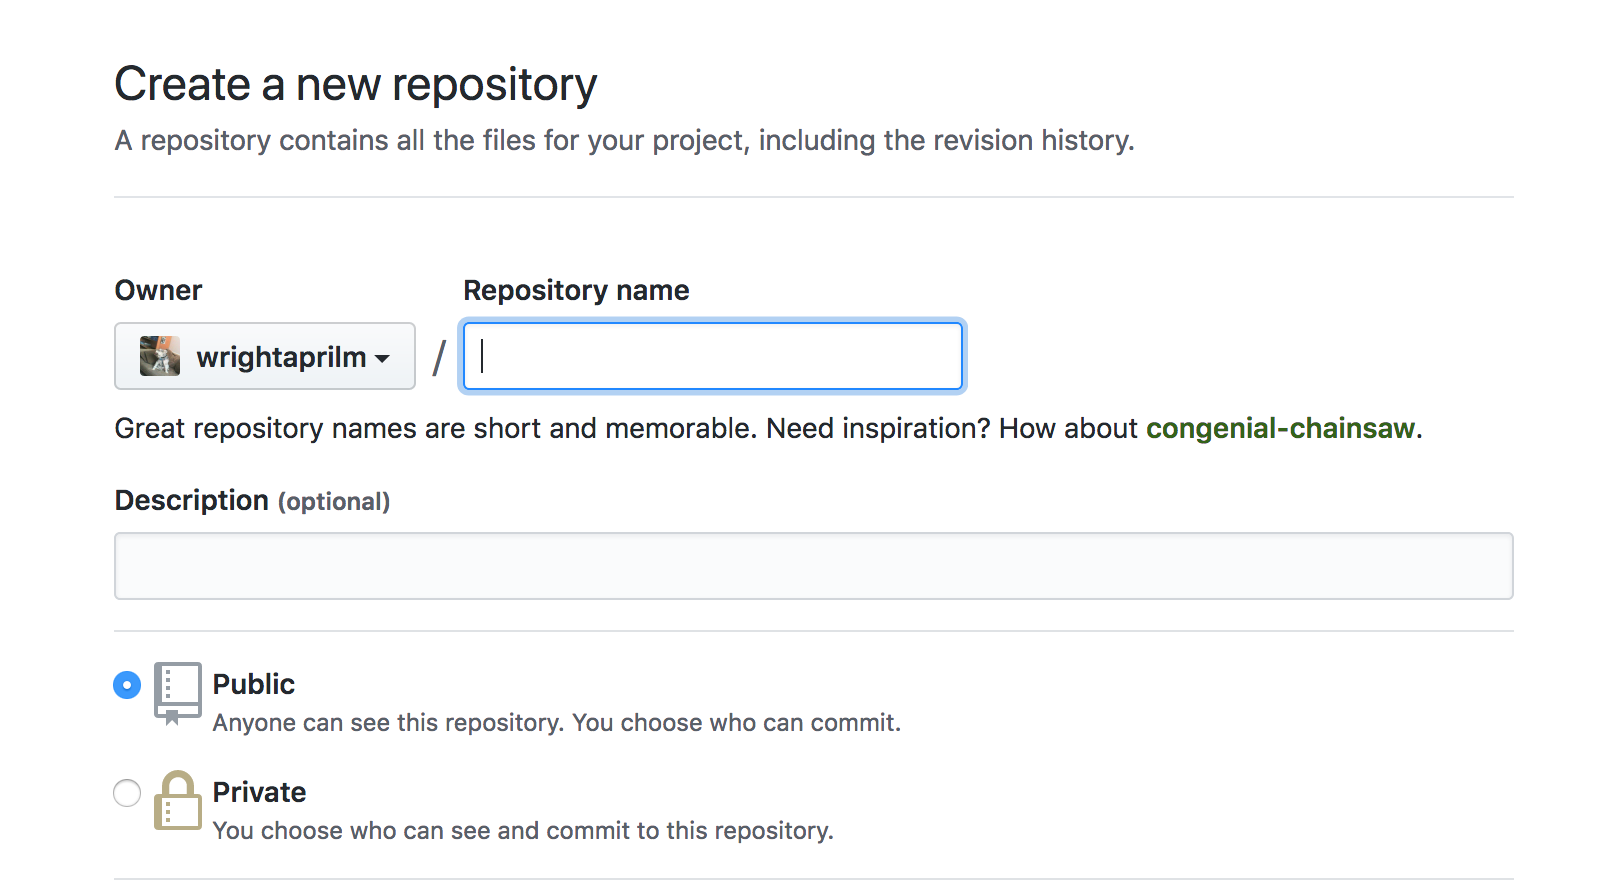 Create a new repository
A repository contains all the files for your project, including the revision history.
Owner Repository name
wrightaprilm /
Great repository names are short and memorable. Need inspiration? How about congenial-chainsaw.
Description (optional)
Public
Anyone can see this repository. You choose who can commit.
Private
You choose who can see and commit to this repository.